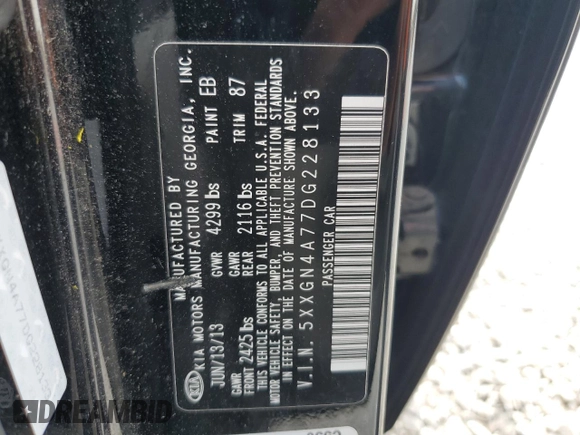 MANUFACTURED BY
KIA KIA MOTORS MANUFACTURING GEORGIA, INC.
JUN/13/13 GVWR 4299 lbs PAINT EB
GAWR FRONT 2425 lbs GAWR REAR 2116 lbs TRIM 87
THIS VEHICLE CONFORMS TO ALL APPLICABLE U.S.A. FEDERAL
MOTOR VEHICLE SAFETY, BUMPER, AND THEFT PREVENTION STANDARDS
IN EFFECT ON THE DATE OF MANUFACTURE SHOWN ABOVE.
V.I.N. 5XXGN4A77DG228133
PASSENGER CAR
DREAMBID